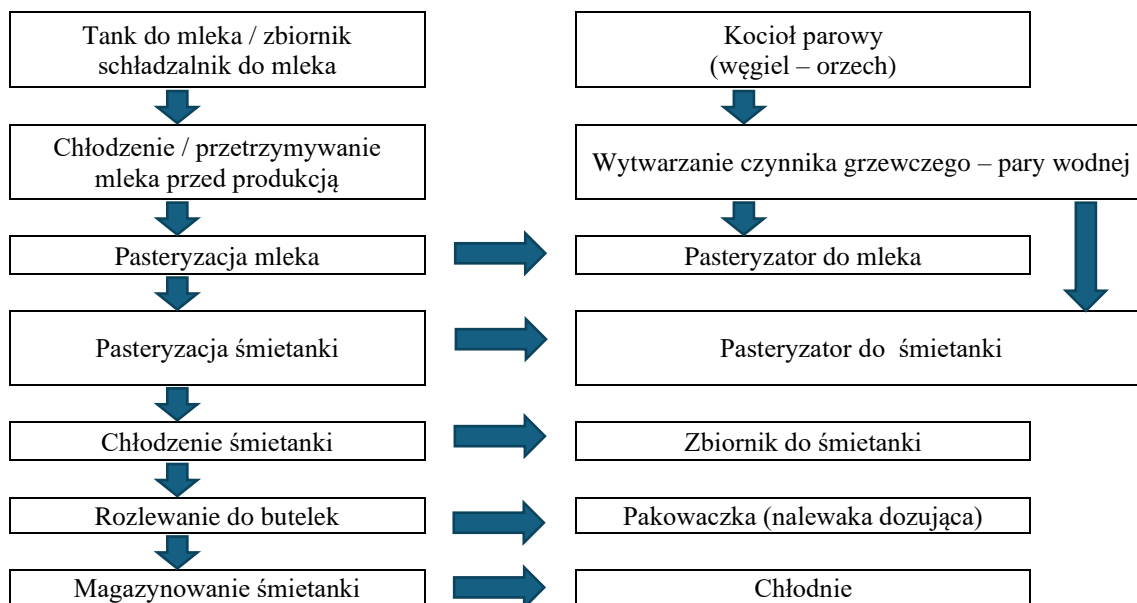 Tank do mleka / zbiornik
schładzalnik do mleka
Kocioł parowy
(węgiel – orzech)
Chłodzenie / przetrzymywanie
mleka przed produkcją
Wytwarzanie czynnika grzewczego – pary wodnej
Pasteryzacja mleka
Pasteryzator do mleka
Pasteryzacja śmietanki
Pasteryzator do śmietanki
Chłodzenie śmietanki
Zbiornik do śmietanki
Rozlewanie do butelek
Pakowaczka (nalewaka dozująca)
Magazynowanie śmietanki
Chłodnie